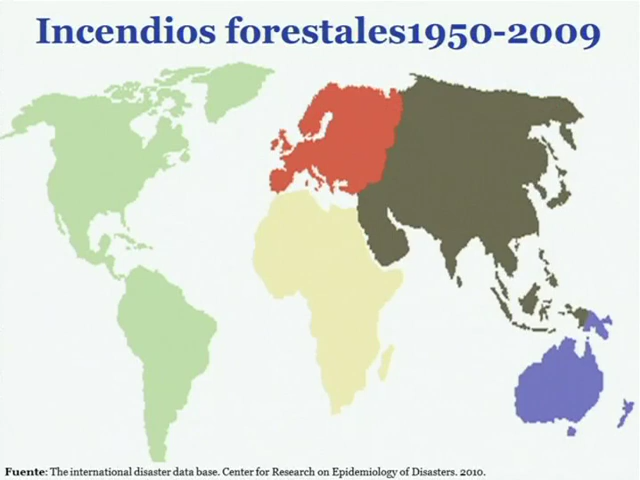 Incendios forestales1950-2009
Fuente: The international disaster data base. Center for Research on Epidemiology of Disasters. 2010.